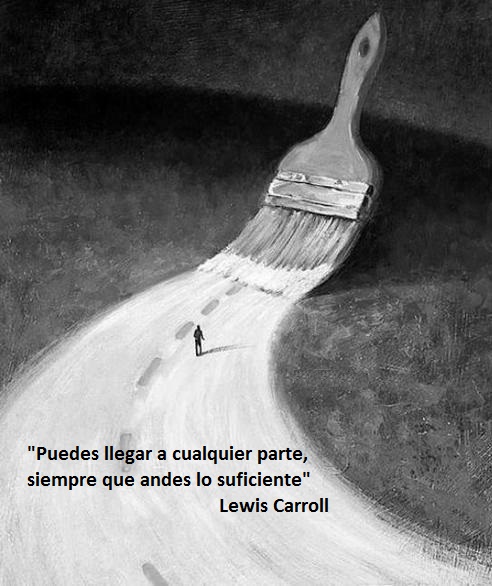 "Puedes llegar a cualquier parte,
siempre que andes lo suficiente"
Lewis Carroll